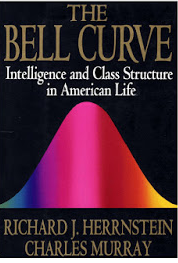 THE
BELL CURVE
Intelligence and Class Structure
in American Life
RICHARD J. HERRNSTEIN
CHARLES MURRAY